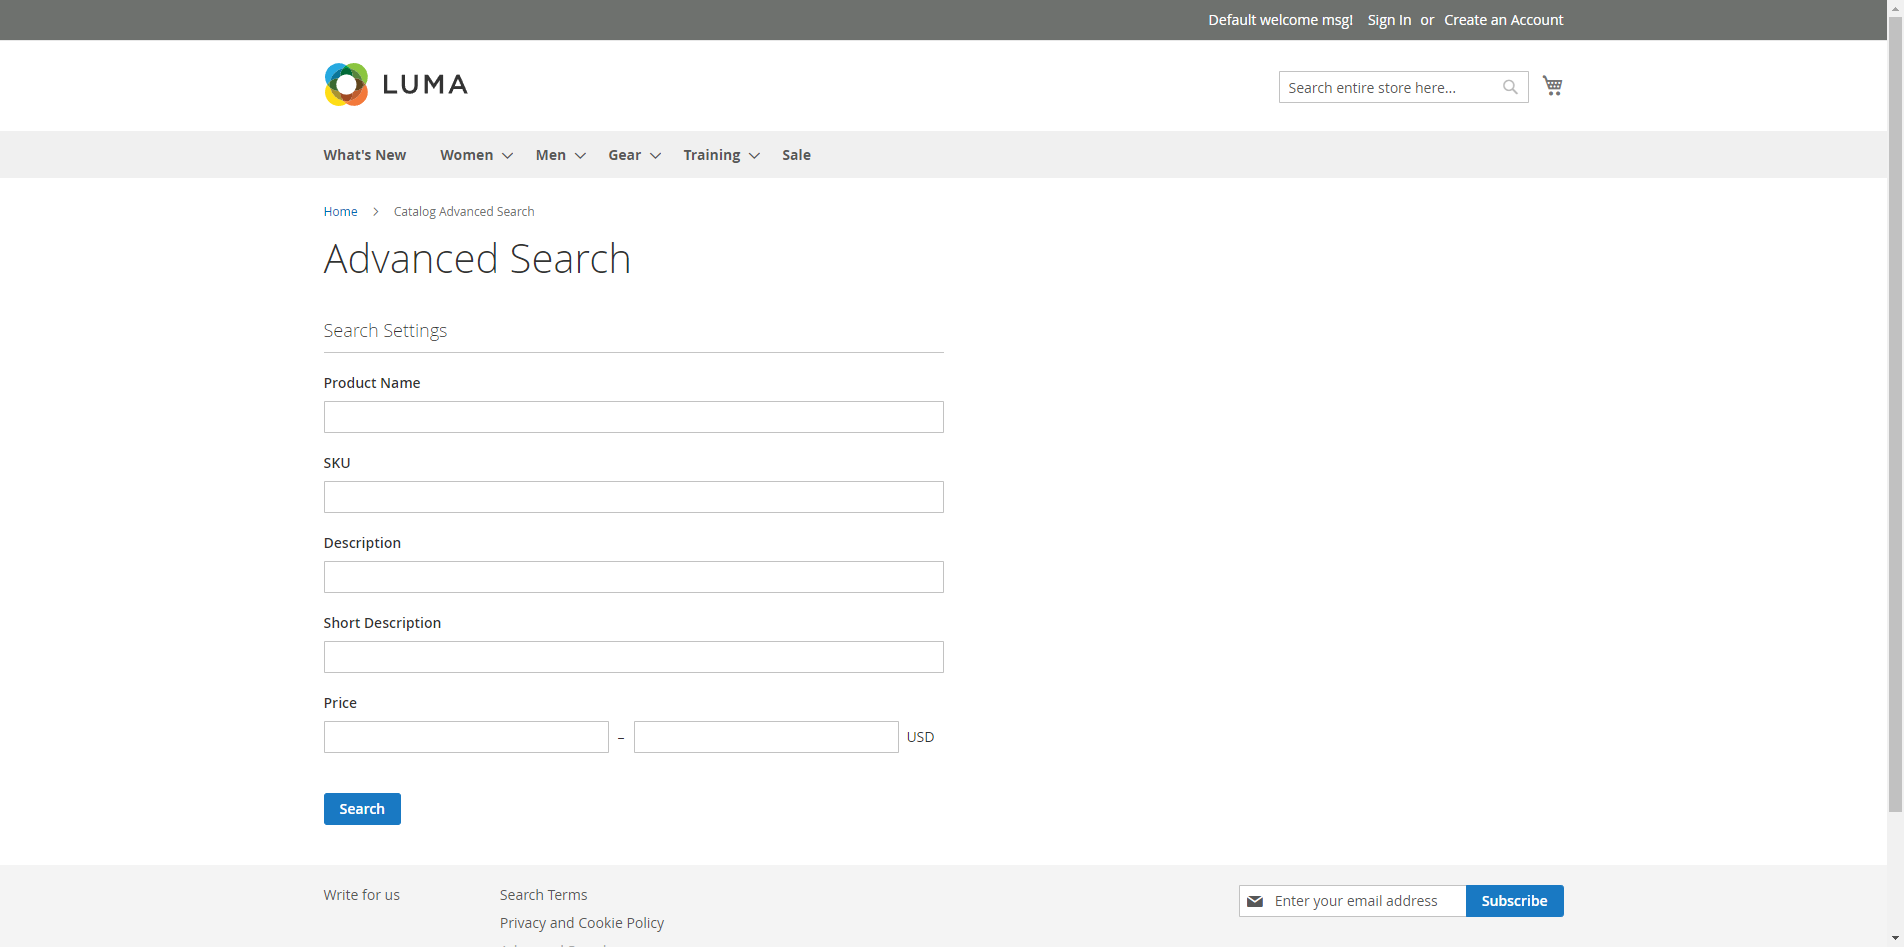 Default welcome msg! Sign In or Create an Account
LUMA
Search entire store here...
What's New Women Men Gear Training Sale
Home Catalog Advanced Search
Advanced Search
Search Settings
Product Name
SKU
Description
Short Description
Price
– USD
Search
Write for us
Search Terms
Privacy and Cookie Policy
Enter your email address Subscribe